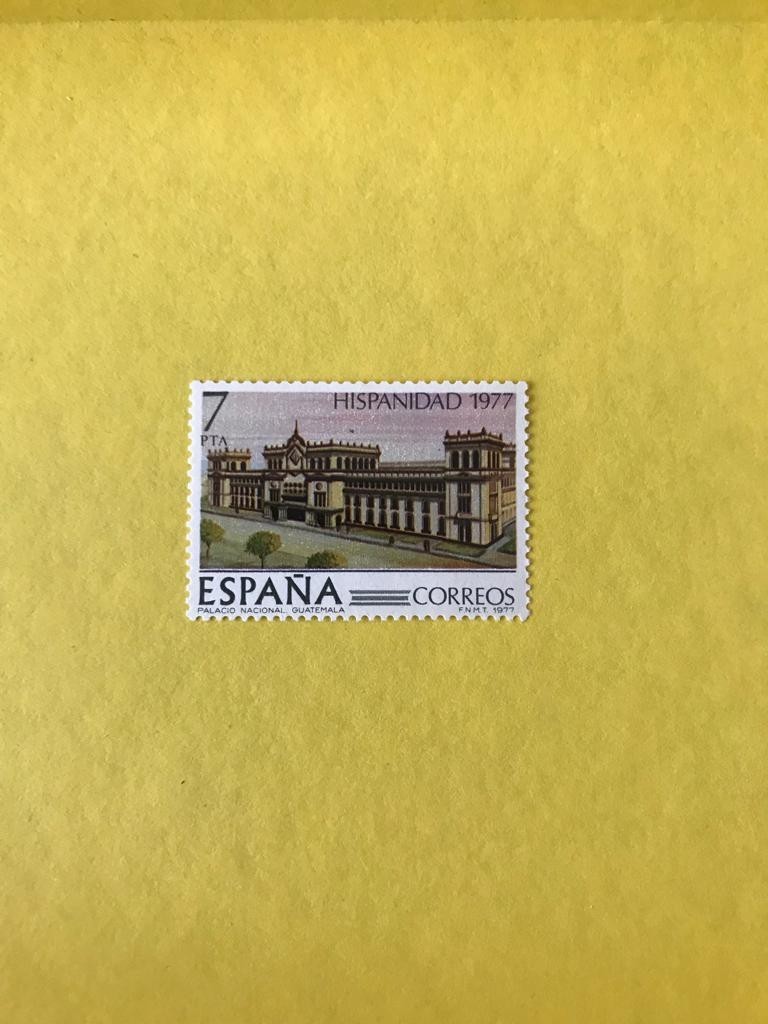 7
PTA
HISPANIDAD 1977
ESPAÑA CORREOS
PALACIO NACIONAL. GUATEMALA F.N.M.T. 1977